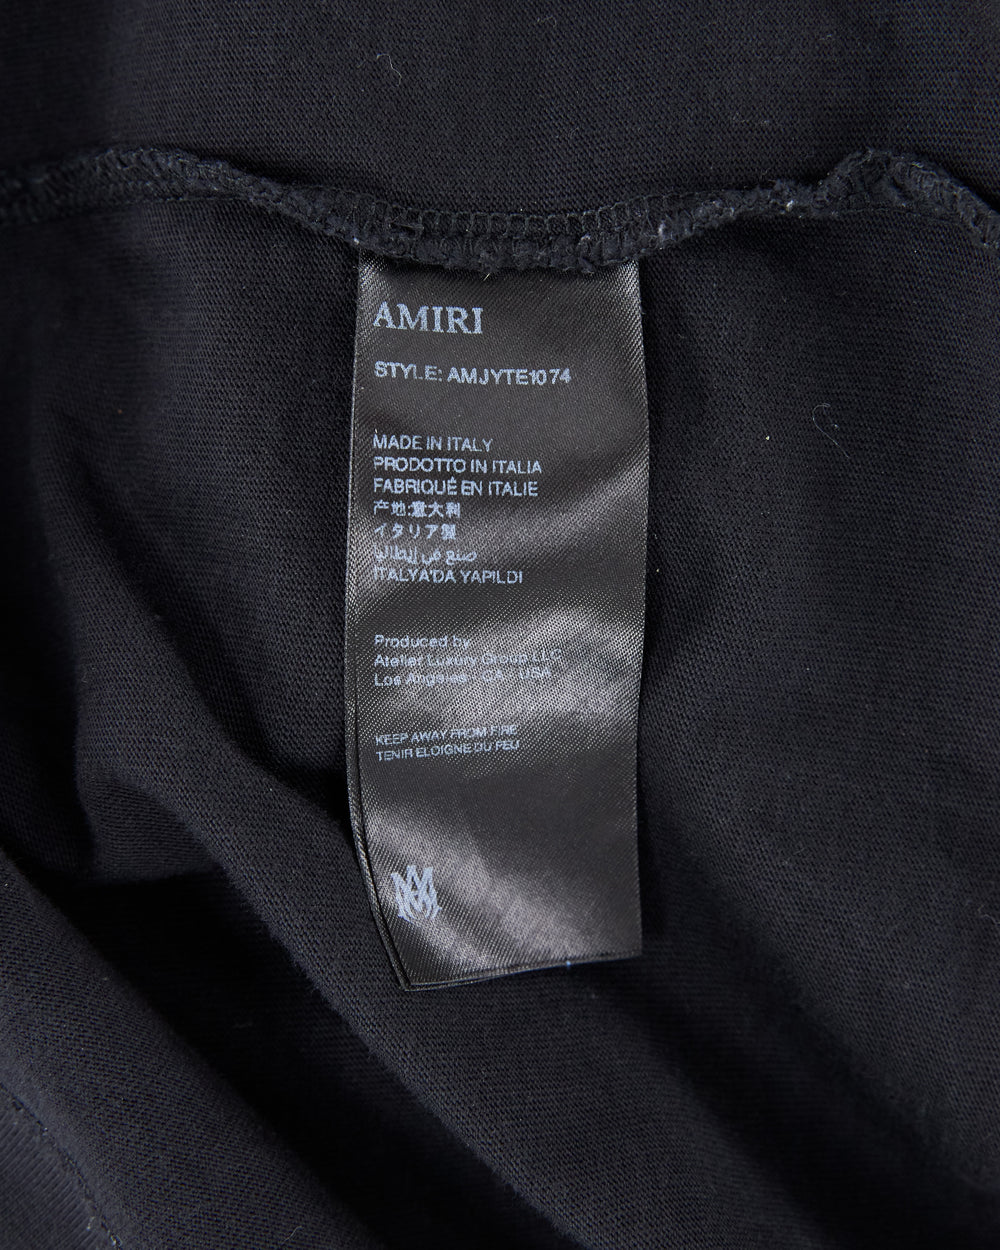 AMIRI
STYLE: AMJYTE1074
MADE IN ITALY
PRODOTTO IN ITALIA
FABRIQUÉ EN ITALIE
产地:意大利
イタリア製
صنع في إيطاليا
ITALYA'DA YAPILDI
Produced by
Atelier Luxury Group LLC
Los Angeles, CA - USA
KEEP AWAY FROM FIRE
TENIR ELOIGNE DU FEU